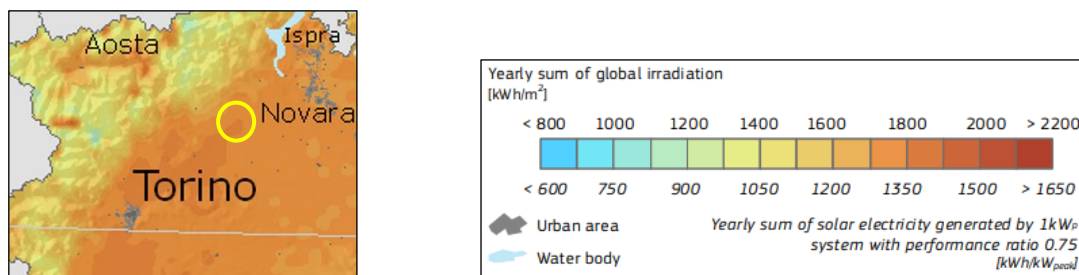 Aosta
Ispra
Novara
Torino
Yearly sum of global irradiation
[kWh/m²]
< 800 1000 1200 1400 1600 1800 2000 > 2200
< 600 750 900 1050 1200 1350 1500 > 1650
Urban area
Water body
Yearly sum of solar electricity generated by 1kWp
system with performance ratio 0.75
[kWh/kWpeak]